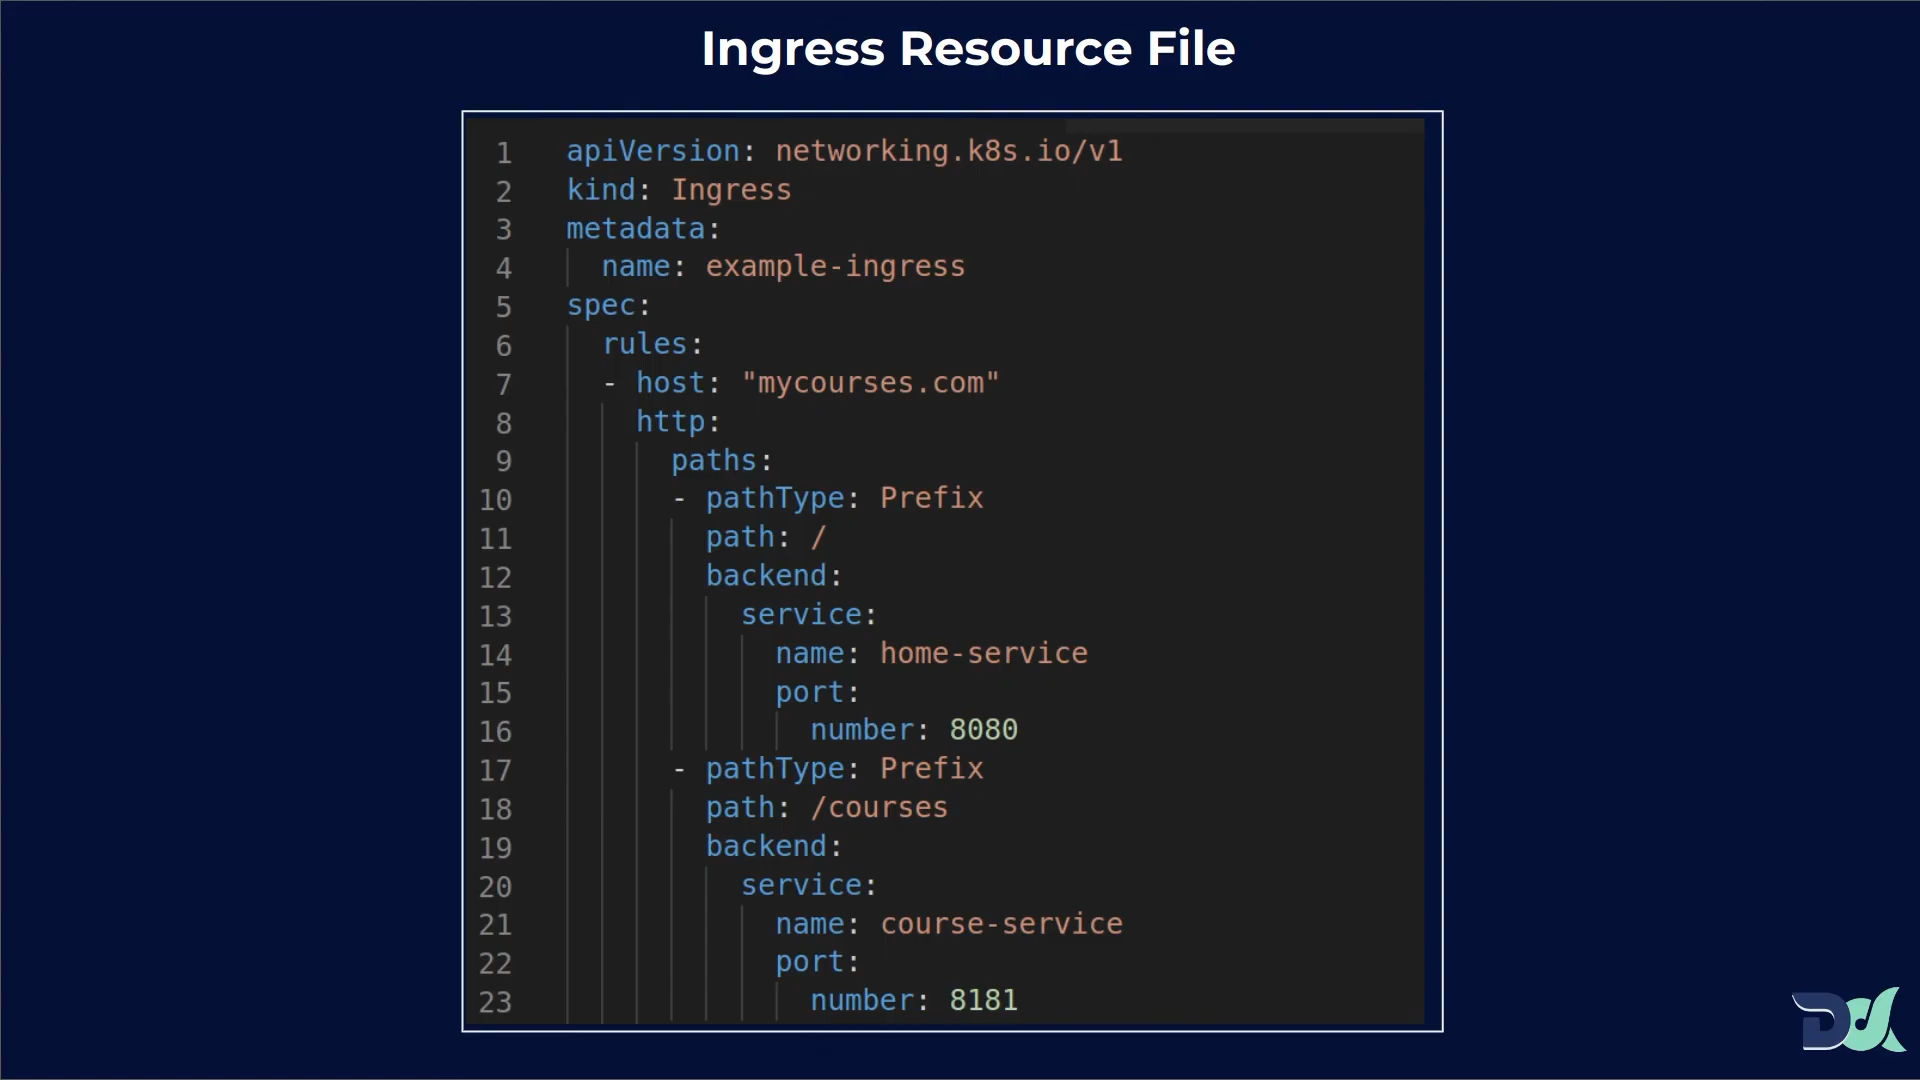 Ingress Resource File
1 apiVersion: networking.k8s.io/v1
2 kind: Ingress
3 metadata:
4   name: example-ingress
5 spec:
6   rules:
7   - host: "mycourses.com"
8     http:
9       paths:
10       - pathType: Prefix
11         path: /
12         backend:
13           service:
14             name: home-service
15             port:
16               number: 8080
17       - pathType: Prefix
18         path: /courses
19         backend:
20           service:
21             name: course-service
22             port:
23               number: 8181